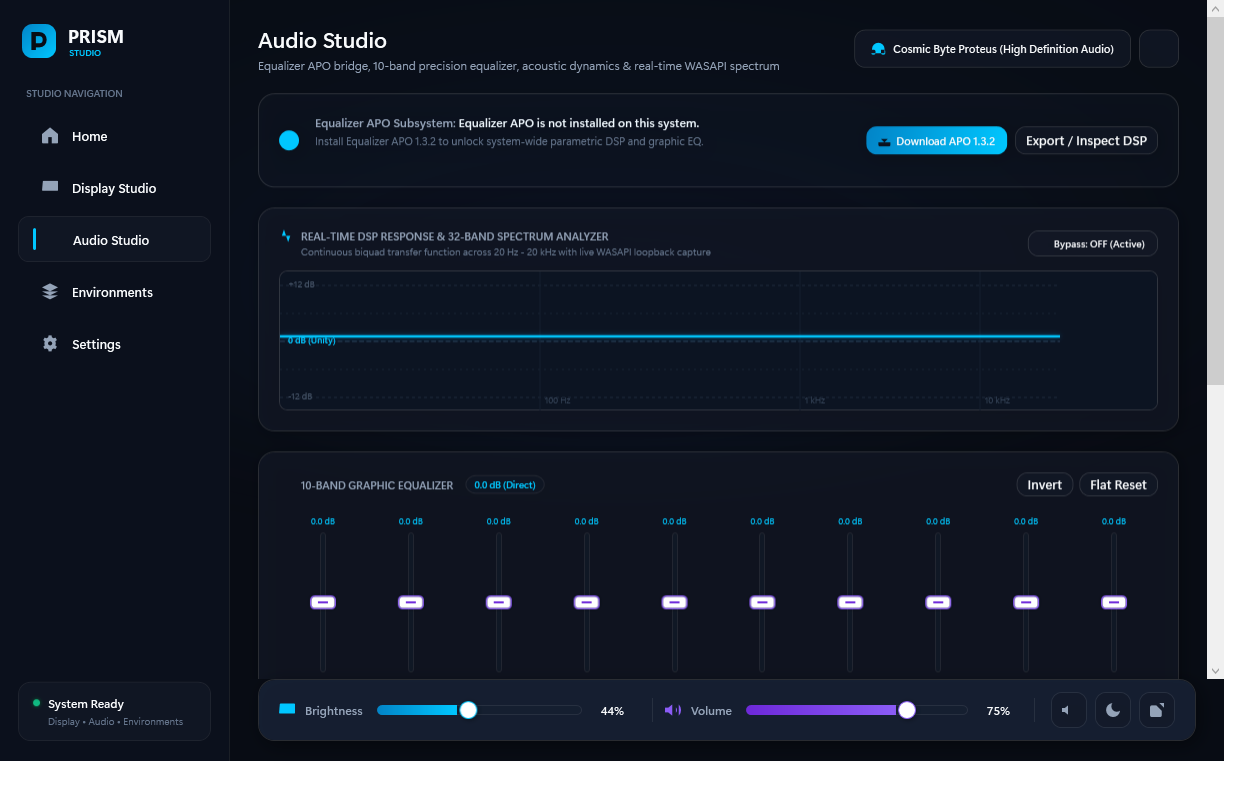 PRISM
STUDIO
STUDIO NAVIGATION
Home
Display Studio
Audio Studio
Environments
Settings
System Ready
Display • Audio • Environments
Audio Studio
Equalizer APO bridge, 10-band precision equalizer, acoustic dynamics & real-time WASAPI spectrum
Cosmic Byte Proteus (High Definition Audio)
Equalizer APO Subsystem: Equalizer APO is not installed on this system.
Install Equalizer APO 1.3.2 to unlock system-wide parametric DSP and graphic EQ.
Download APO 1.3.2
Export / Inspect DSP
REAL-TIME DSP RESPONSE & 32-BAND SPECTRUM ANALYZER
Continuous biquad transfer function across 20 Hz - 20 kHz with live WASAPI loopback capture
Bypass: OFF (Active)
+12 dB
0 dB (Unity)
-12 dB
100 Hz
1 kHz
10 kHz
10-BAND GRAPHIC EQUALIZER
0.0 dB (Direct)
Invert
Flat Reset
0.0 dB
0.0 dB
0.0 dB
0.0 dB
0.0 dB
0.0 dB
0.0 dB
0.0 dB
0.0 dB
0.0 dB
Brightness
44%
Volume
75%